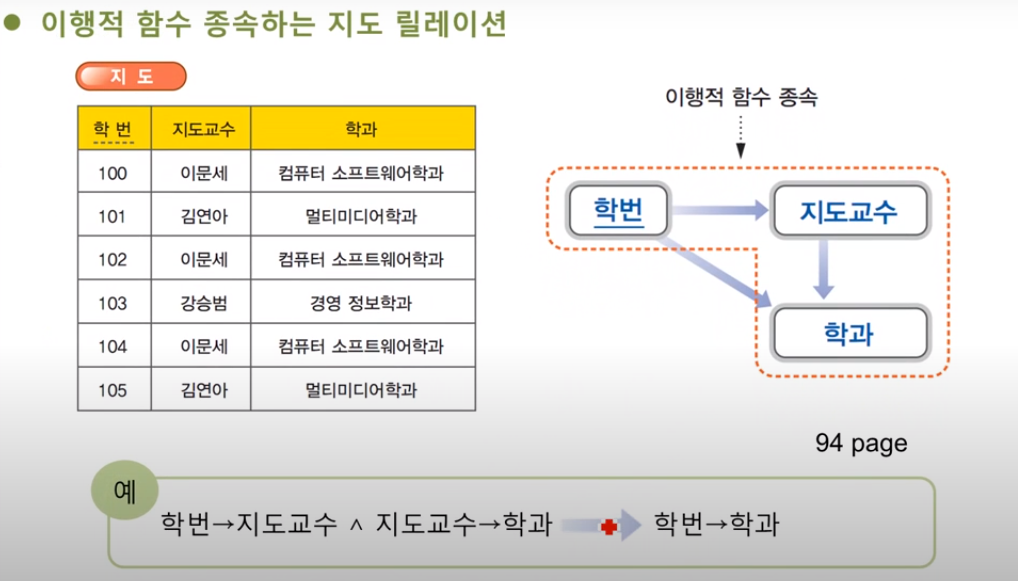 ● 이행적 함수 종속하는 지도 릴레이션
지 도
학 번 지도교수 학과
100 이문세 컴퓨터 소프트웨어학과
101 김연아 멀티미디어학과
102 이문세 컴퓨터 소프트웨어학과
103 강승범 경영 정보학과
104 이문세 컴퓨터 소프트웨어학과
105 김연아 멀티미디어학과
이행적 함수 종속
학번 지도교수
학과
94 page
예
학번→지도교수 ∧ 지도교수→학과 학번→학과